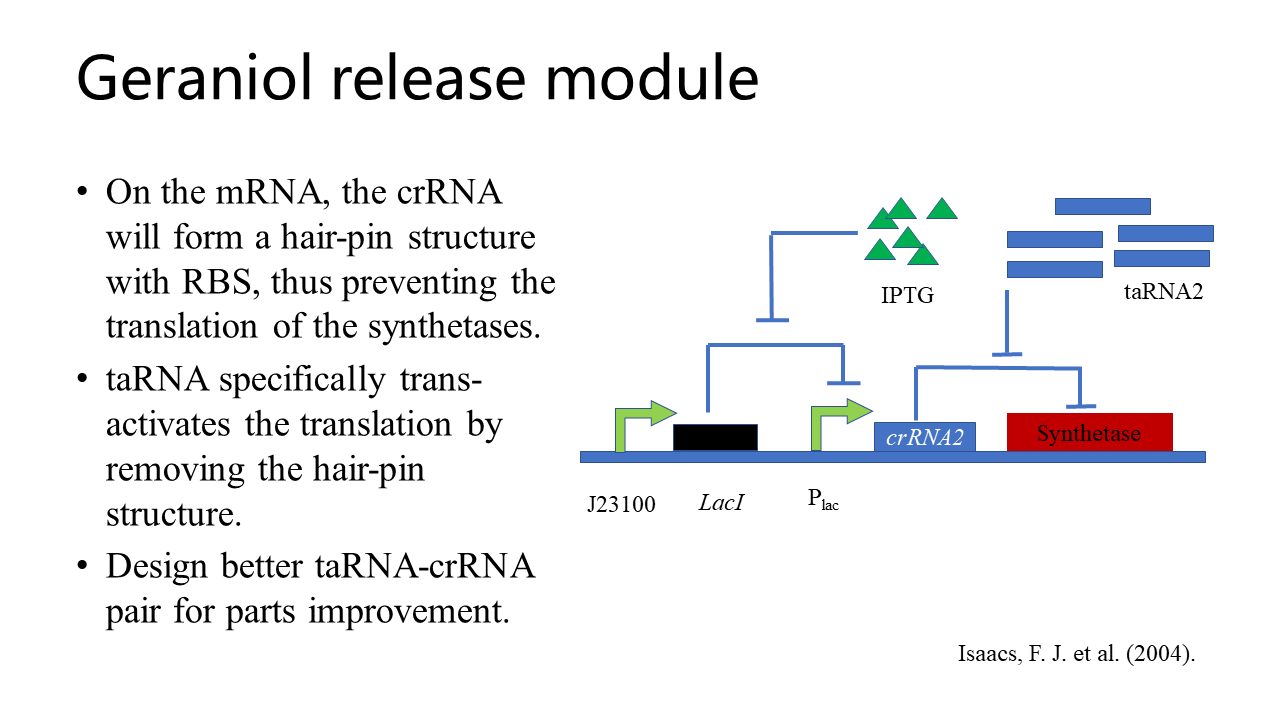 Geraniol release module
• On the mRNA, the crRNA
will form a hair-pin structure
with RBS, thus preventing the
translation of the synthetases.
• taRNA specifically trans-
activates the translation by
removing the hair-pin
structure.
• Design better taRNA-crRNA
pair for parts improvement.
IPTG
taRNA2
crRNA2
Synthetase
J23100
LacI
Plac
Isaacs, F. J. et al. (2004).